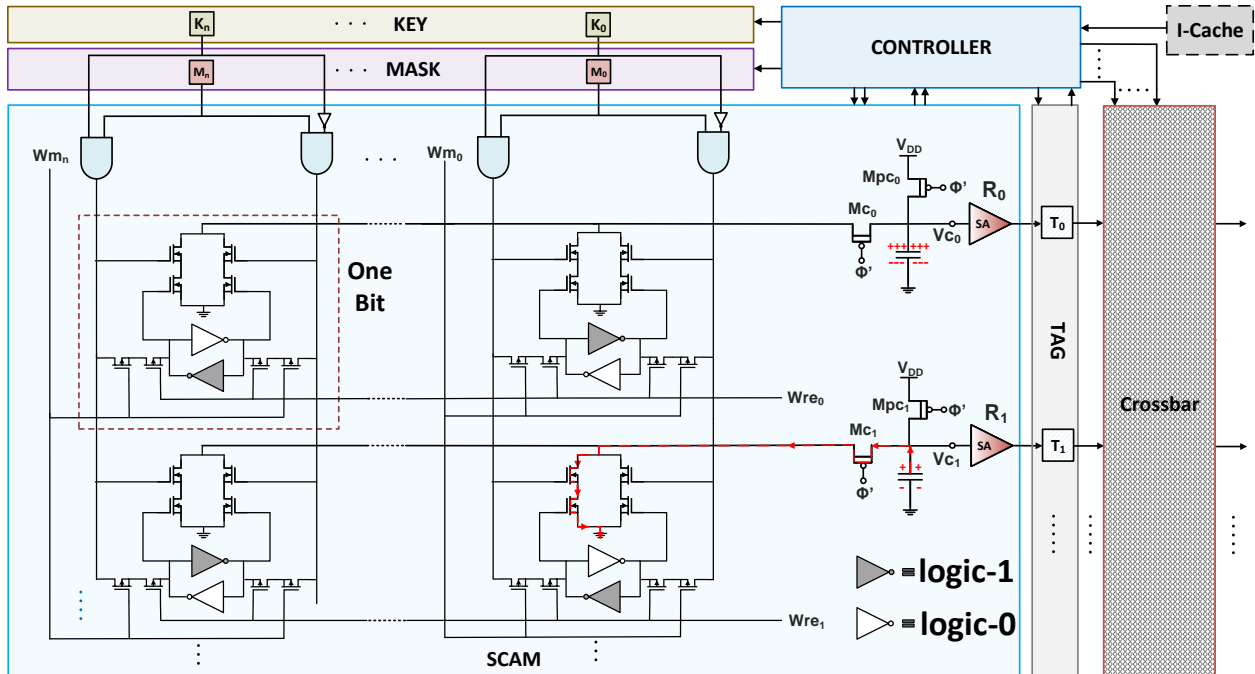 Kn KEY K0
CONTROLLER
I-Cache
Mn MASK M0
Wmn
Wm0
VDD
Mpc0
Φ'
R0
Mc0
SA
T0
Vc0
Φ'
One
Bit
TAG
Crossbar
Wre0
VDD
Mpc1
Φ'
R1
Mc1
SA
T1
Vc1
Φ'
= logic-1
= logic-0
Wre1
SCAM